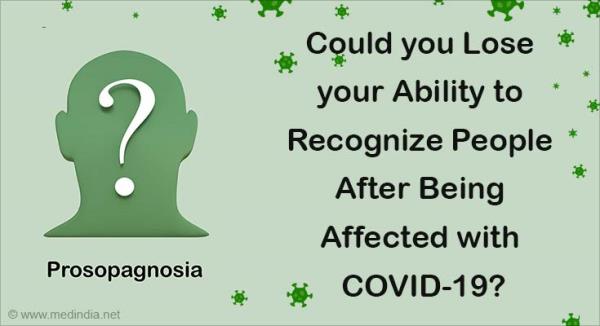 Could you Lose
your Ability to
Recognize People
After Being
Affected with
COVID-19?
?
Prosopagnosia
© www.medindia.net